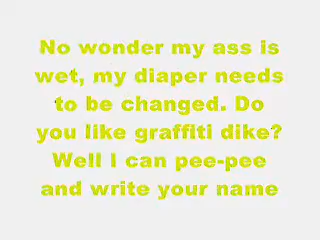 No wonder my ass is
wet, my diaper needs
to be changed. Do
you like graffiti dike?
Well I can pee-pee
and write your name